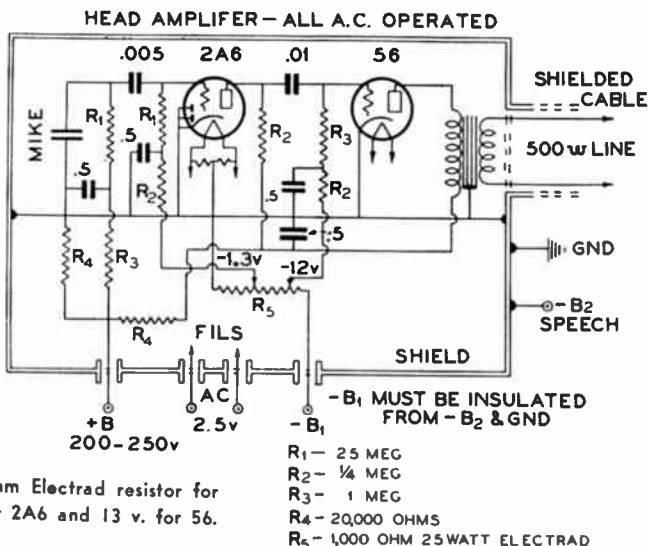 HEAD AMPLIFER – ALL A.C. OPERATED
.005 2A6 .01 56
SHIELDED
CABLE
MIKE
R1
R1
R2
R3
500 w LINE
.5
.5
R2
.5
R2
.5
R4
R3
-1.3v
-12v
GND
R5
-B2
SPEECH
R4
FILS
SHIELD
AC
-B1 MUST BE INSULATED
FROM -B2 & GND
+B
2.5v
-B1
200-250v
R1 – 25 MEG
R2 – 1/4 MEG
R3 – 1 MEG
R4 – 20,000 OHMS
R5 – 1,000 OHM 25 WATT ELECTRAD
m Electrad resistor for
2A6 and 13 v. for 56.